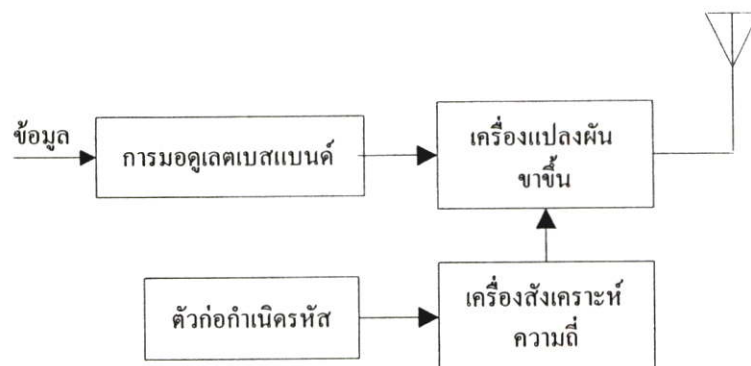 ข้อมูล
การมอดูเลตเบสแบนด์
เครื่องแปลงผัน
ขาขึ้น
ตัวก่อกำเนิดรหัส
เครื่องสังเคราะห์
ความถี่